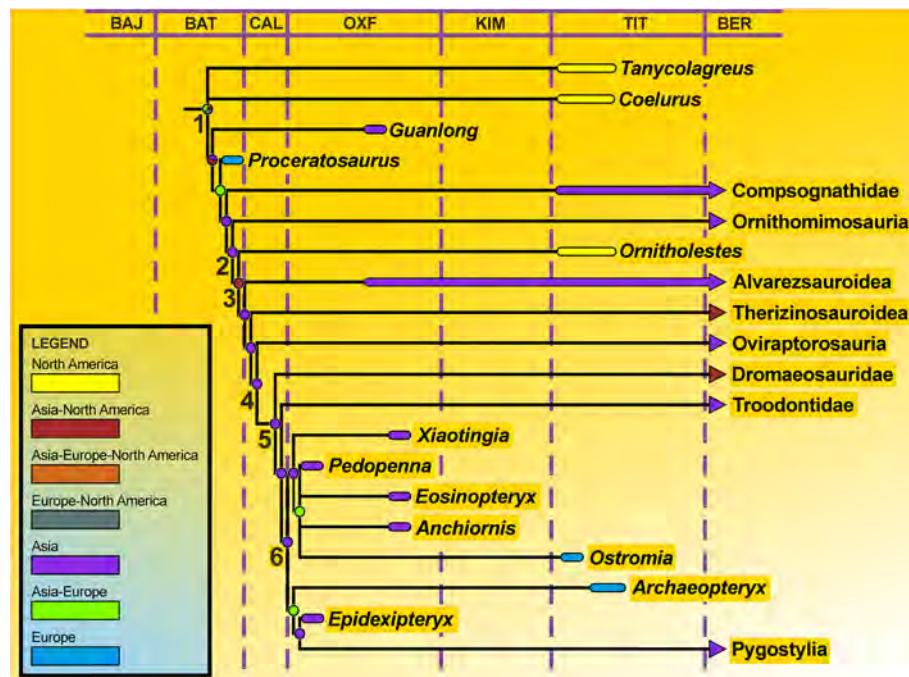 BAJ BAT CAL OXF KIM TIT BER
Tanycolagreus
1
Coelurus
Guanlong
Proceratosaurus
Compsognathidae
Ornithomimosauria
2
Ornitholestes
3
Alvarezsauroidea
Therizinosauroidea
Oviraptorosauria
4
Dromaeosauridae
Troodontidae
5
Xiaotingia
Pedopenna
Eosinopteryx
Anchiornis
6
Ostromia
Archaeopteryx
Epidexipteryx
Pygostylia
LEGEND
North America
Asia-North America
Asia-Europe-North America
Europe-North America
Asia
Asia-Europe
Europe